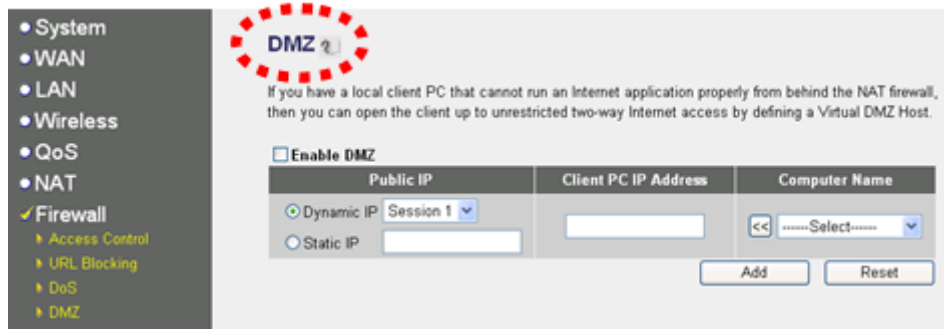 System
WAN
LAN
Wireless
QoS
NAT
Firewall
Access Control
URL Blocking
DoS
DMZ
DMZ
If you have a local client PC that cannot run an Internet application properly from behind the NAT firewall,
then you can open the client up to unrestricted two-way Internet access by defining a Virtual DMZ Host.
Enable DMZ
Public IP Client PC IP Address Computer Name
Dynamic IP Session 1
Static IP
<< ------Select------
Add Reset